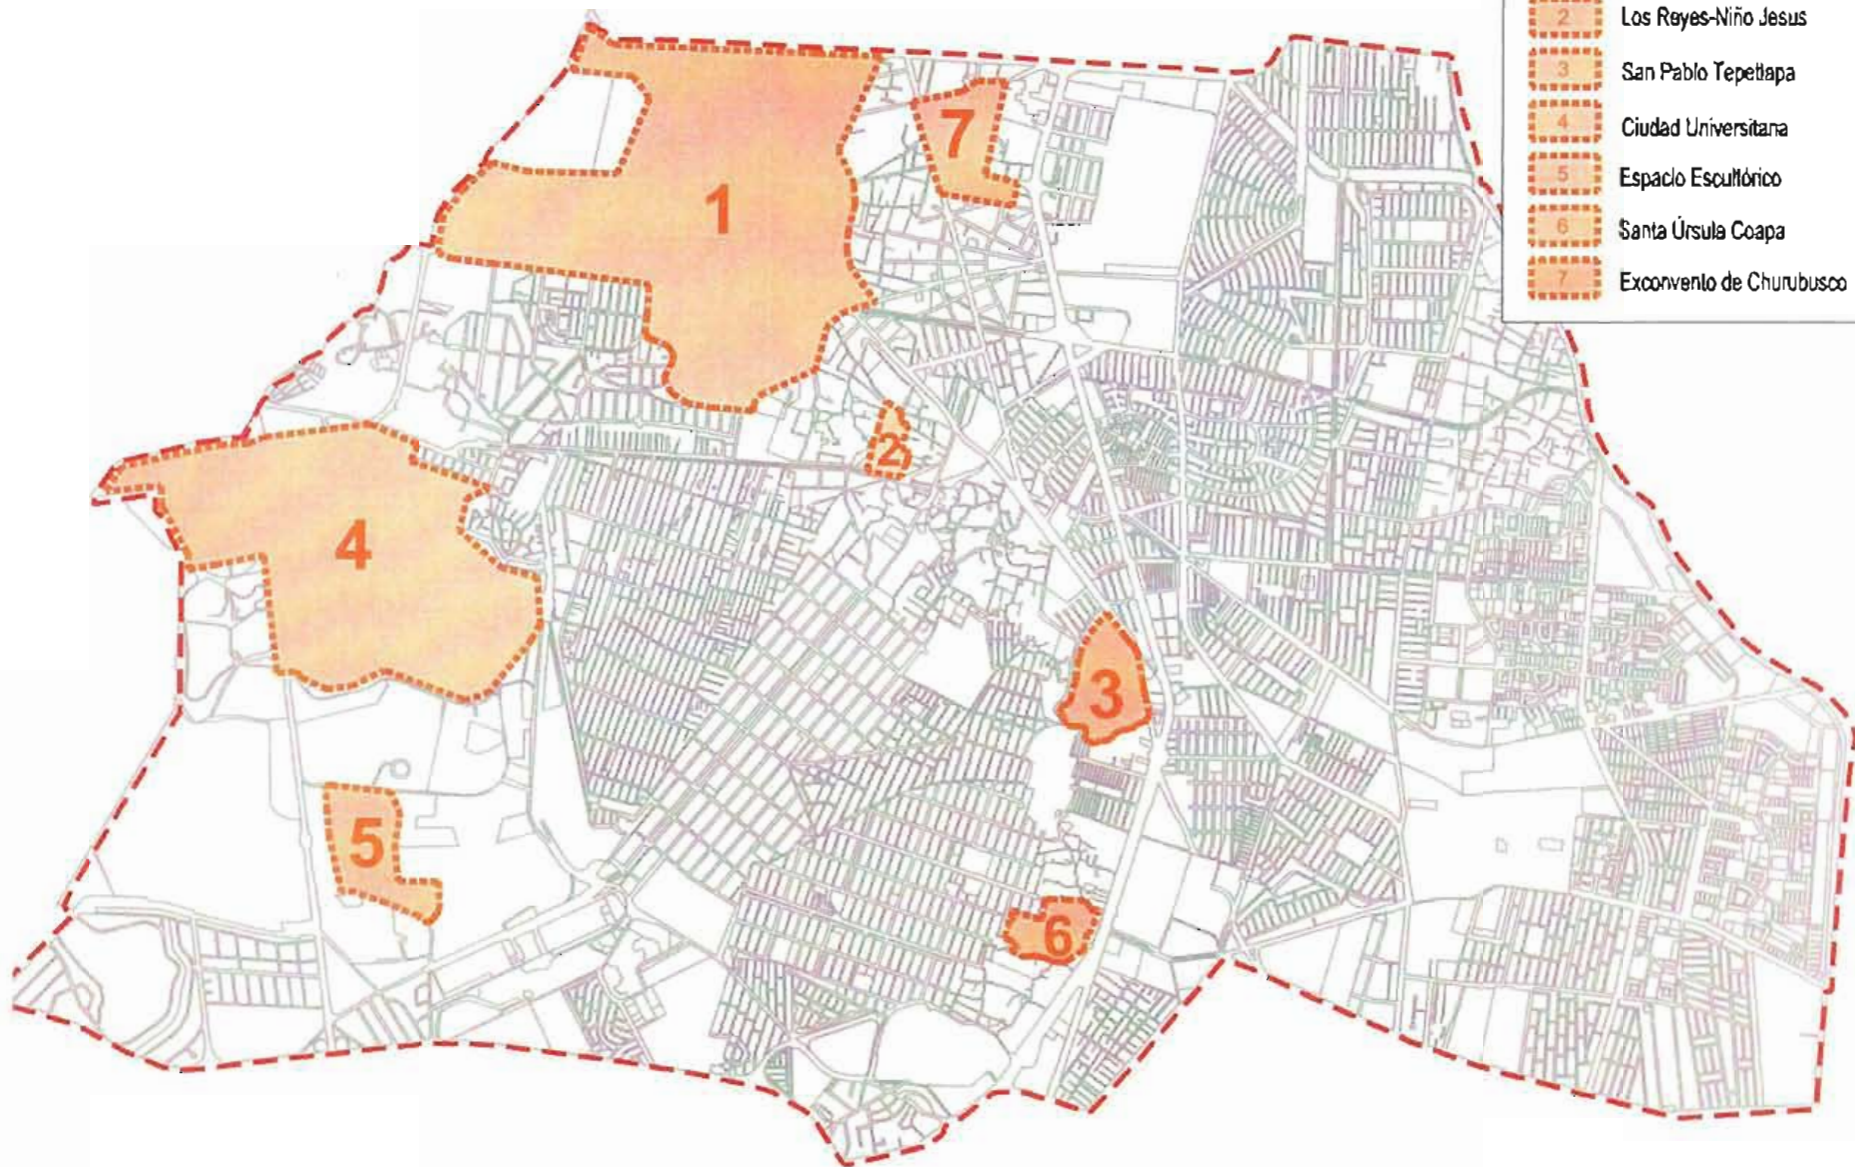 2 Los Reyes-Niño Jesus
3 San Pablo Tepetlapa
4 Ciudad Universitana
5 Espacio Escultórico
6 Santa Úrsula Coapa
7 Exconvento de Churubusco
7
1
2
4
3
5
6